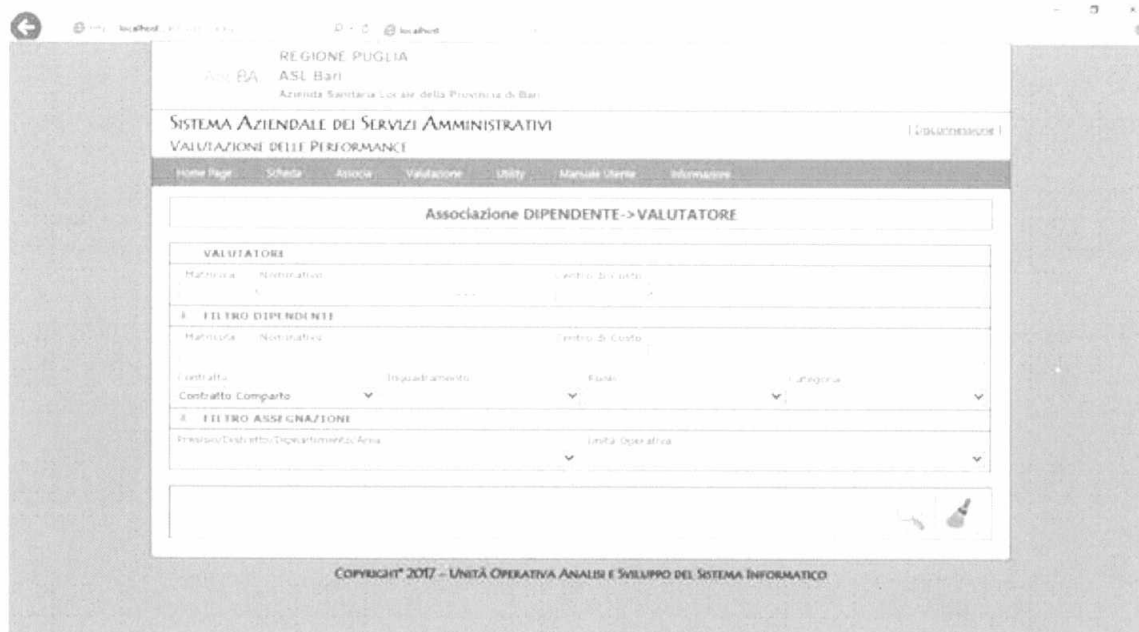 localhost
localhost
REGIONE PUGLIA
BA ASL Bari
Azienda Sanitaria Locale della Provincia di Bari
SISTEMA AZIENDALE DEI SERVIZI AMMINISTRATIVI
VALUTAZIONE DELLE PERFORMANCE
Home Page Scheda Associa Valutazione Utility Manuale Utente Informazioni
Associazione DIPENDENTE->VALUTATORE
VALUTATORE
Matricola Nominativo Centro di Costo
FILTRO DIPENDENTE
Matricola Nominativo Centro di Costo
Contratto Inquadramento Ruolo Categoria
Contratto Comparto
FILTRO ASSEGNAZIONE
Presidio/Distretto/Dipartimento/Area Unità Operativa
COPYRIGHT® 2017 – UNITÀ OPERATIVA ANALISI E SVILUPPO DEL SISTEMA INFORMATICO